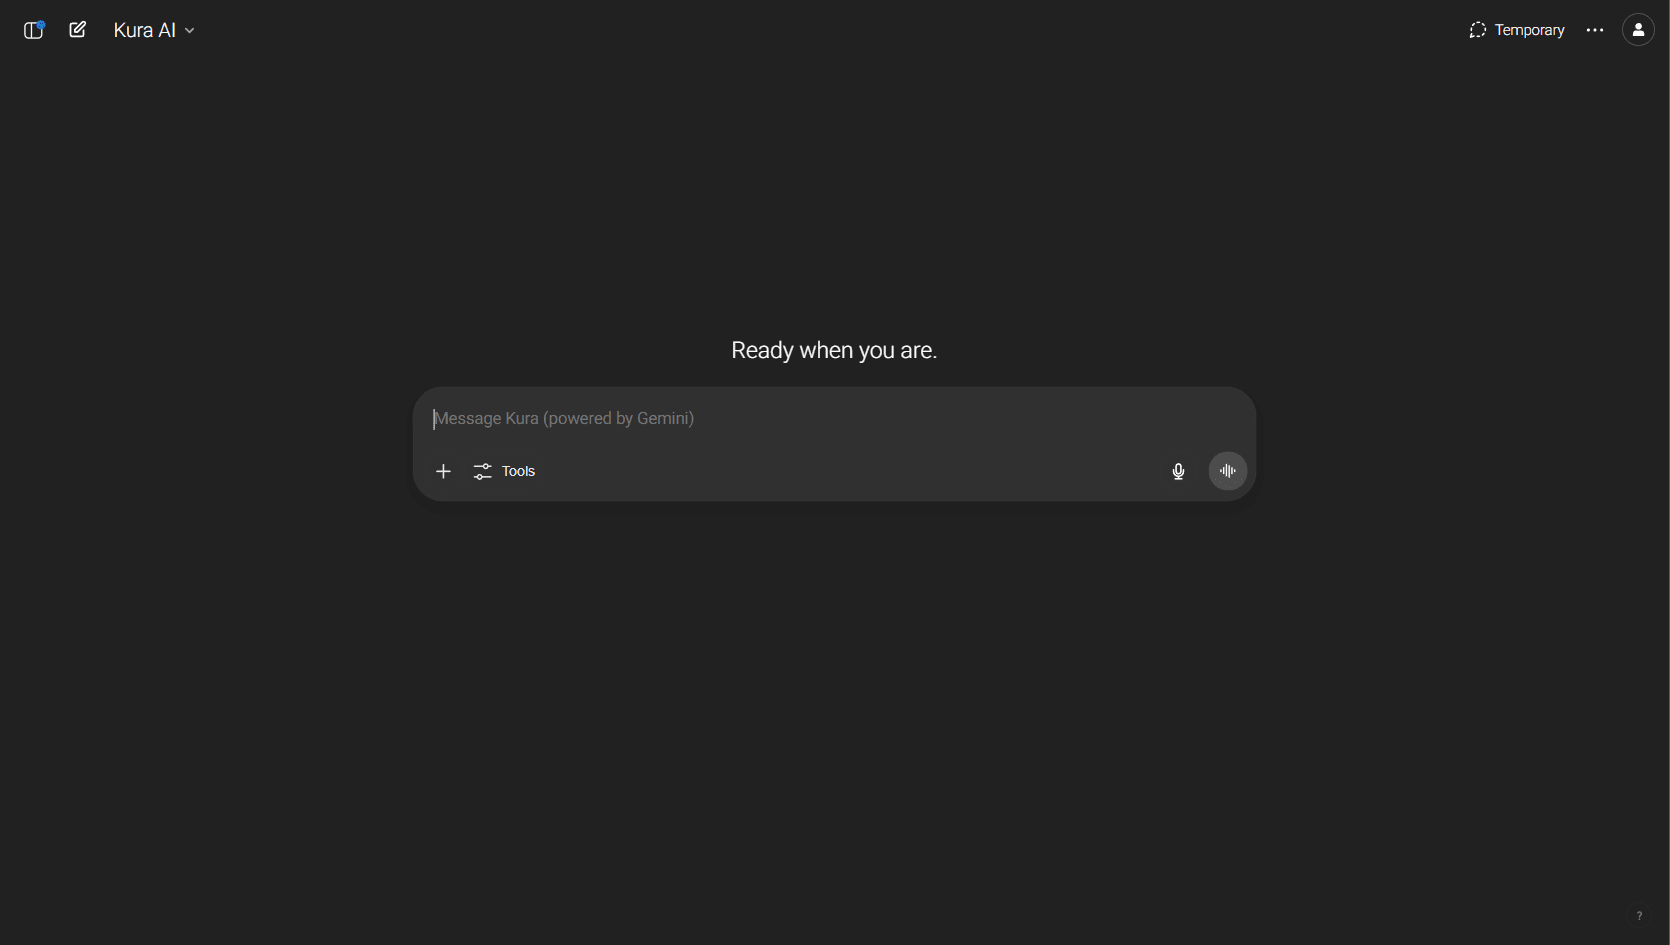 Kura AI
Temporary
Ready when you are.
Message Kura (powered by Gemini)
Tools
?